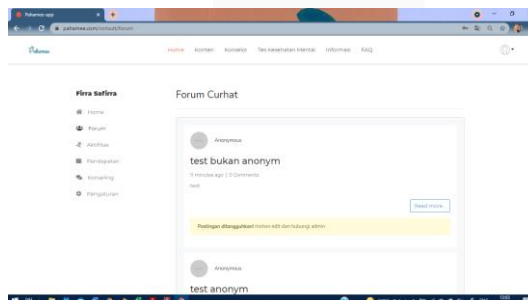 Pahamee-app
pahamee.com/consult/forum
Pahamee
Home Konten Konselor Tes Kesehatan Mental Informasi FAQ
Firra Safirra
Home
Forum
Aktifitas
Pendapatan
Konseling
Pengaturan
Forum Curhat
Anonymous
test bukan anonym
11 minutes ago | 0 Comments
test
Read more
Postingan ditangguhkan! mohon edit dan hubungi admin
Anonymous
test anonym